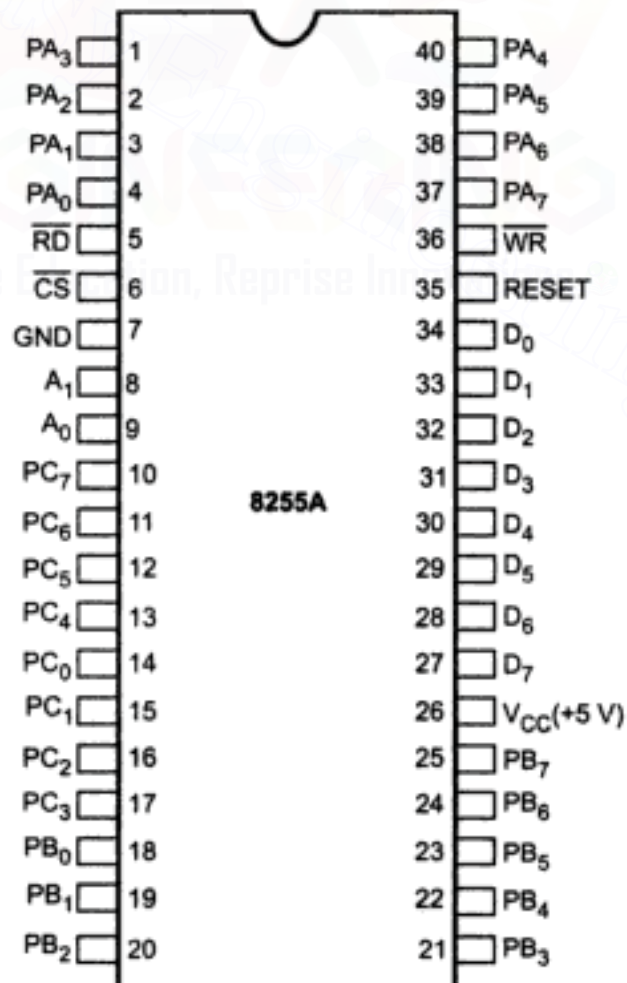 PA3 1 40 PA4
PA2 2 39 PA5
PA1 3 38 PA6
PA0 4 37 PA7
R̅D̅ 5 36 W̅R̅
C̅S̅ 6 35 RESET
GND 7 34 D0
A1 8 33 D1
A0 9 32 D2
PC7 10 31 D3
8255A
PC6 11 30 D4
PC5 12 29 D5
PC4 13 28 D6
PC0 14 27 D7
PC1 15 26 VCC(+5 V)
PC2 16 25 PB7
PC3 17 24 PB6
PB0 18 23 PB5
PB1 19 22 PB4
PB2 20 21 PB3